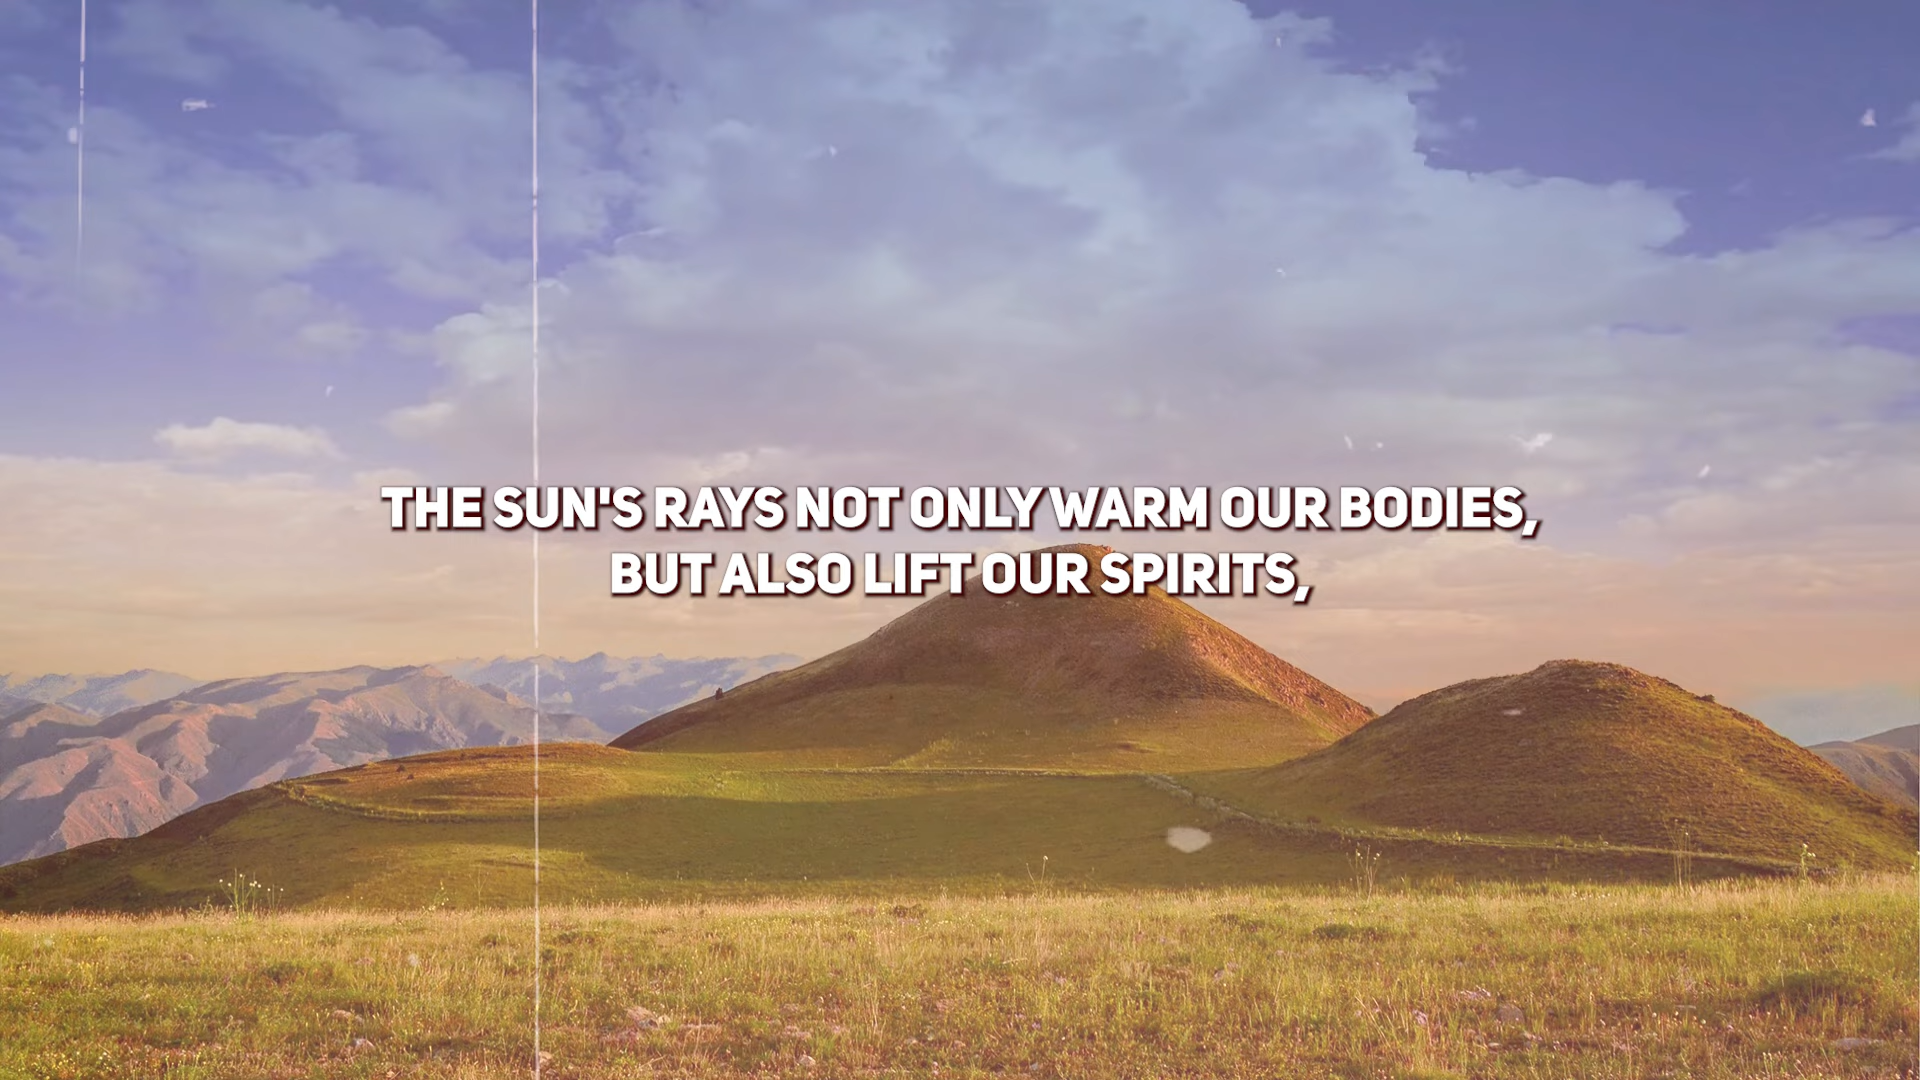 THE SUN'S RAYS NOT ONLY WARM OUR BODIES,
BUT ALSO LIFT OUR SPIRITS,